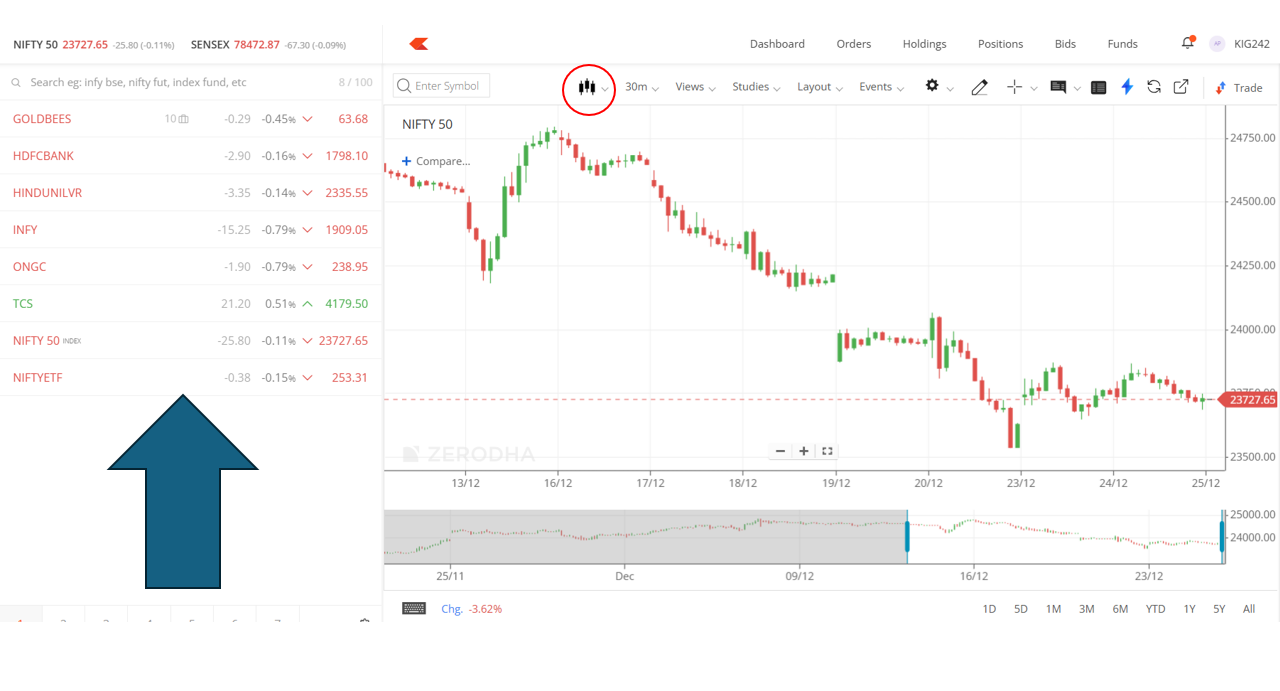 NIFTY 50 23727.65 -25.80 (-0.11%) SENSEX 78472.87 -67.30 (-0.09%)
Dashboard Orders Holdings Positions Bids Funds KIG242
Search eg: infy bse, nifty fut, index fund, etc 8 / 100
Enter Symbol 30m Views Studies Layout Events Trade
GOLDBEES 10 -0.29 -0.45% 63.68
HDFCBANK -2.90 -0.16% 1798.10
HINDUNILVR -3.35 -0.14% 2335.55
INFY -15.25 -0.79% 1909.05
ONGC -1.90 -0.79% 238.95
TCS 21.20 0.51% 4179.50
NIFTY 50 INDEX -25.80 -0.11% 23727.65
NIFTYETF -0.38 -0.15% 253.31
NIFTY 50
+ Compare...
24750.00
24500.00
24250.00
24000.00
23750.00
23727.65
23500.00
ZERODHA
13/12 16/12 17/12 18/12 19/12 20/12 23/12 24/12 25/12
25000.00
24000.00
25/11 Dec 09/12 16/12 23/12
Chg. -3.62% 1D 5D 1M 3M 6M YTD 1Y 5Y All